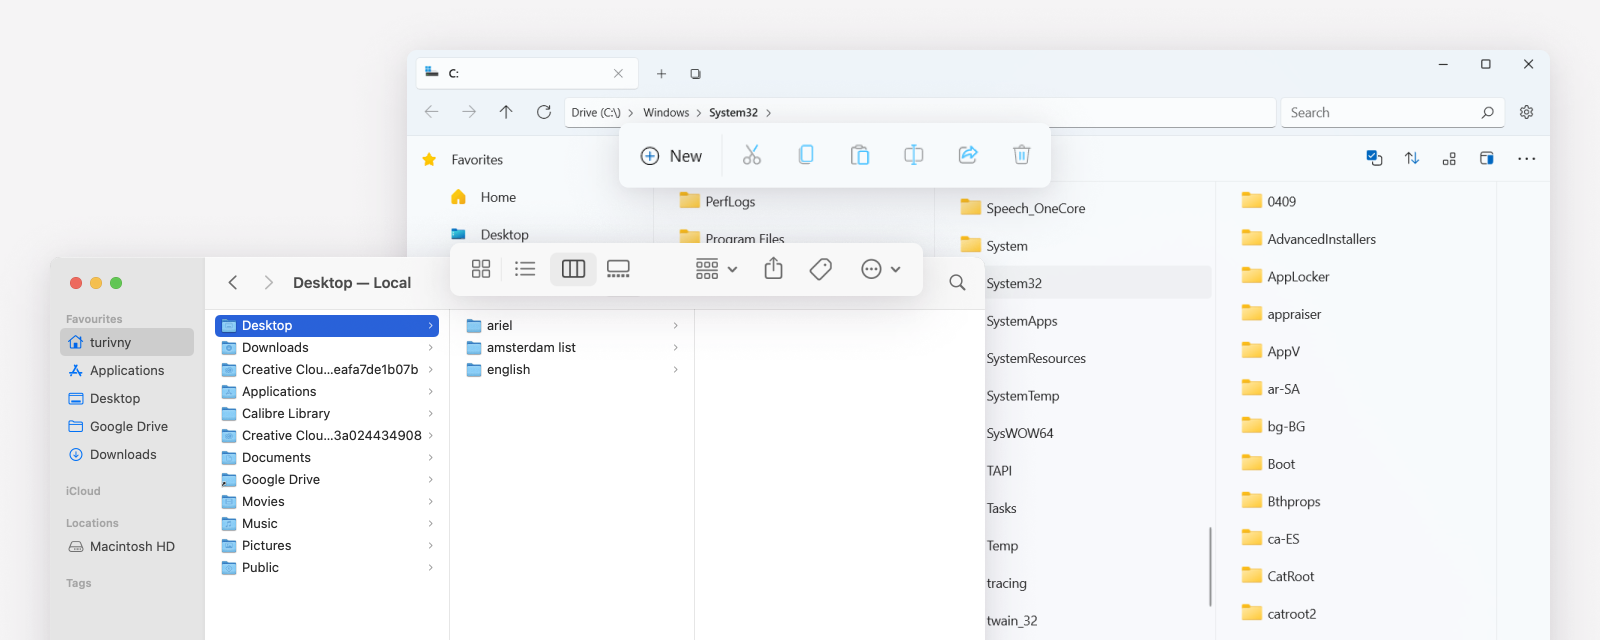 C:
Drive (C:\) > Windows > System32 >
Search
New
Favorites
Home
Desktop
PerfLogs
Program Files
Speech_OneCore
System
System32
SystemApps
SystemResources
SystemTemp
SysWOW64
TAPI
Tasks
Temp
tracing
twain_32
0409
AdvancedInstallers
AppLocker
appraiser
AppV
ar-SA
bg-BG
Boot
Bthprops
ca-ES
CatRoot
catroot2
Desktop — Local
Favourites
turivny
Applications
Desktop
Google Drive
Downloads
iCloud
Locations
Macintosh HD
Tags
Desktop
Downloads
Creative Clou...eafa7de1b07b
Applications
Calibre Library
Creative Clou...3a024434908
Documents
Google Drive
Movies
Music
Pictures
Public
ariel
amsterdam list
english